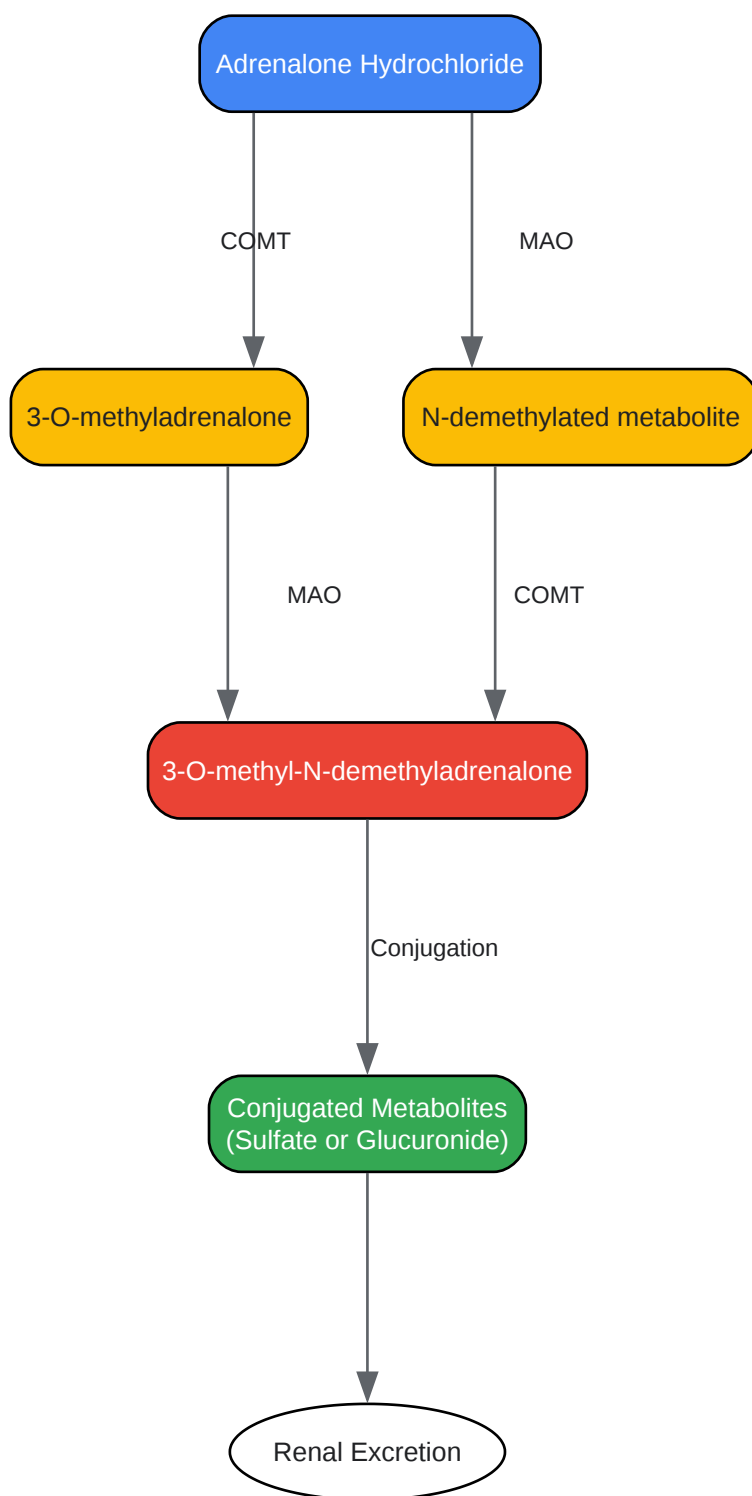 Adrenalone Hydrochloride
COMT
MAO
3-O-methyladrenalone
N-demethylated metabolite
MAO
COMT
3-O-methyl-N-demethyladrenalone
Conjugation
Conjugated Metabolites
(Sulfate or Glucuronide)
Renal Excretion